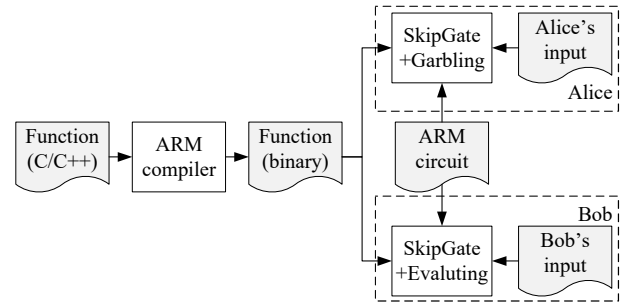 SkipGate
+Garbling
Alice's
input
Alice
Function
(C/C++)
ARM
compiler
Function
(binary)
ARM
circuit
Bob
SkipGate
+Evaluting
Bob's
input